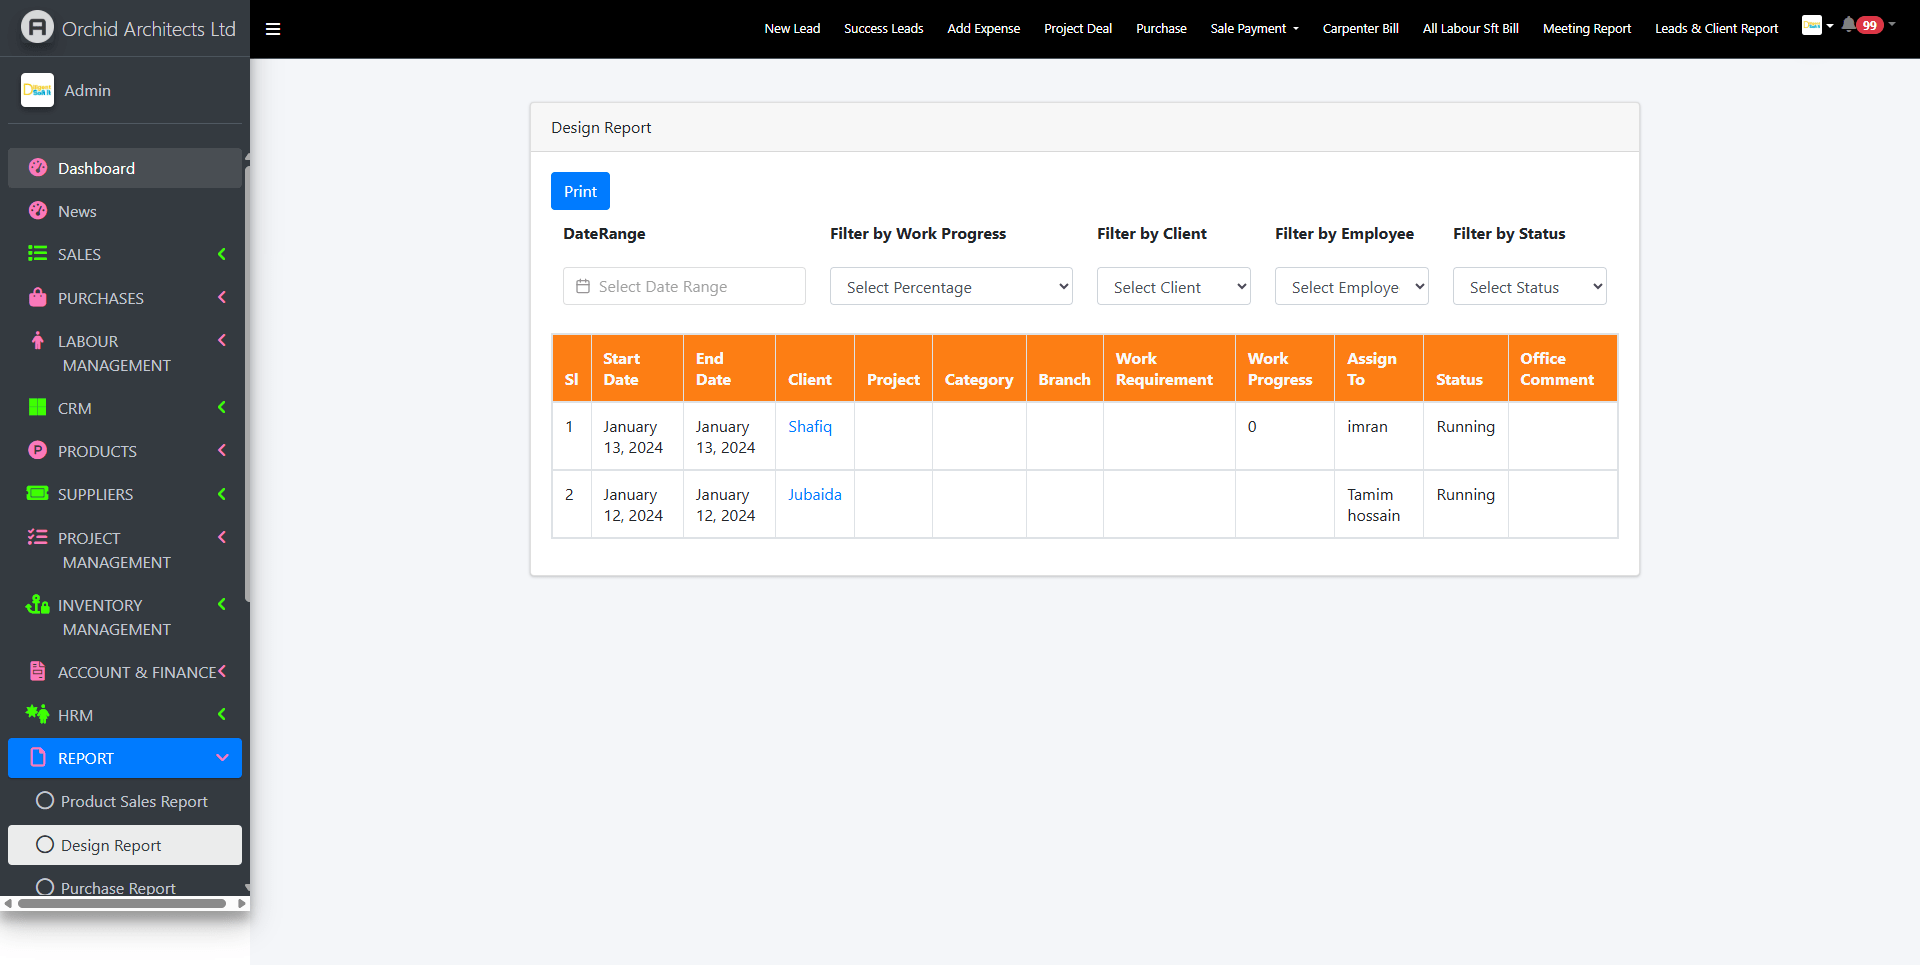 Orchid Architects Ltd
New Lead Success Leads Add Expense Project Deal Purchase Sale Payment Carpenter Bill All Labour Sft Bill Meeting Report Leads & Client Report 99
Admin
Dashboard
News
SALES
PURCHASES
LABOUR
MANAGEMENT
CRM
PRODUCTS
SUPPLIERS
PROJECT
MANAGEMENT
INVENTORY
MANAGEMENT
ACCOUNT & FINANCE
HRM
REPORT
Product Sales Report
Design Report
Purchase Report
Design Report
Print
DateRange Filter by Work Progress Filter by Client Filter by Employee Filter by Status
Select Date Range Select Percentage Select Client Select Employe Select Status
Sl Start Date End Date Client Project Category Branch Work Requirement Work Progress Assign To Status Office Comment
1 January 13, 2024 January 13, 2024 Shafiq 0 imran Running
2 January 12, 2024 January 12, 2024 Jubaida Tamim hossain Running